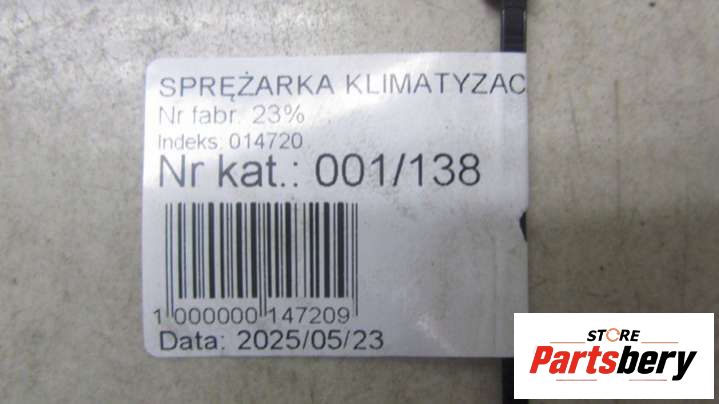 SPRĘŻARKA KLIMATYZAC
Nr fabr. 23%
Indeks: 014720
Nr kat.: 001/138
1 000000 147209
Data: 2025/05/23
STORE
Partsbery